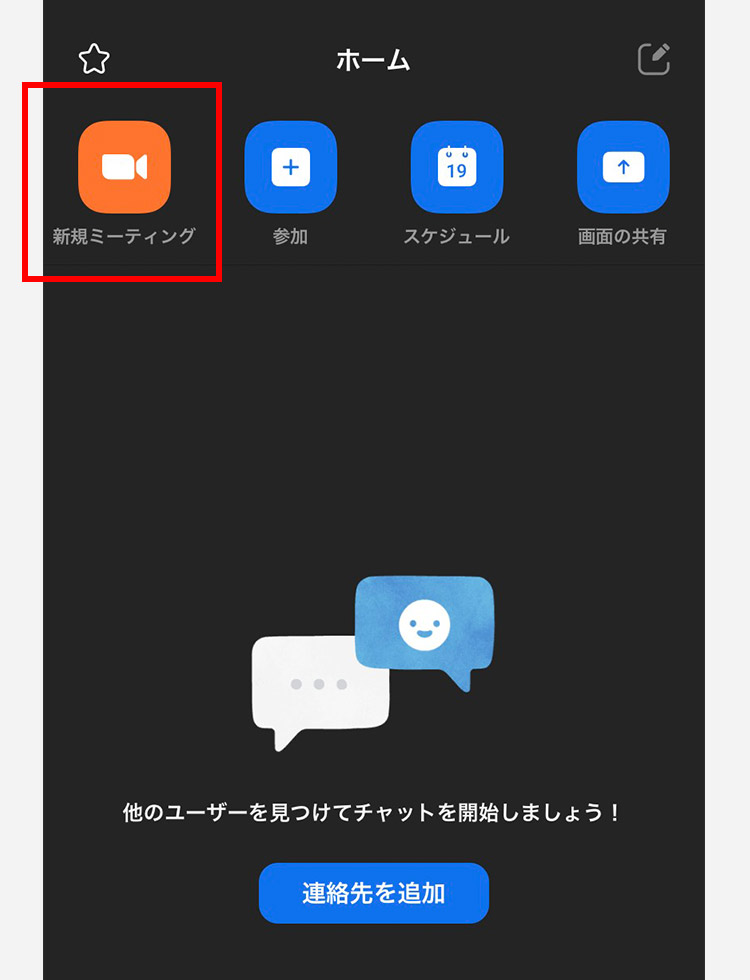 ホーム
19
新規ミーティング
参加
スケジュール
画面の共有
他のユーザーを見つけてチャットを開始しましょう！
連絡先を追加